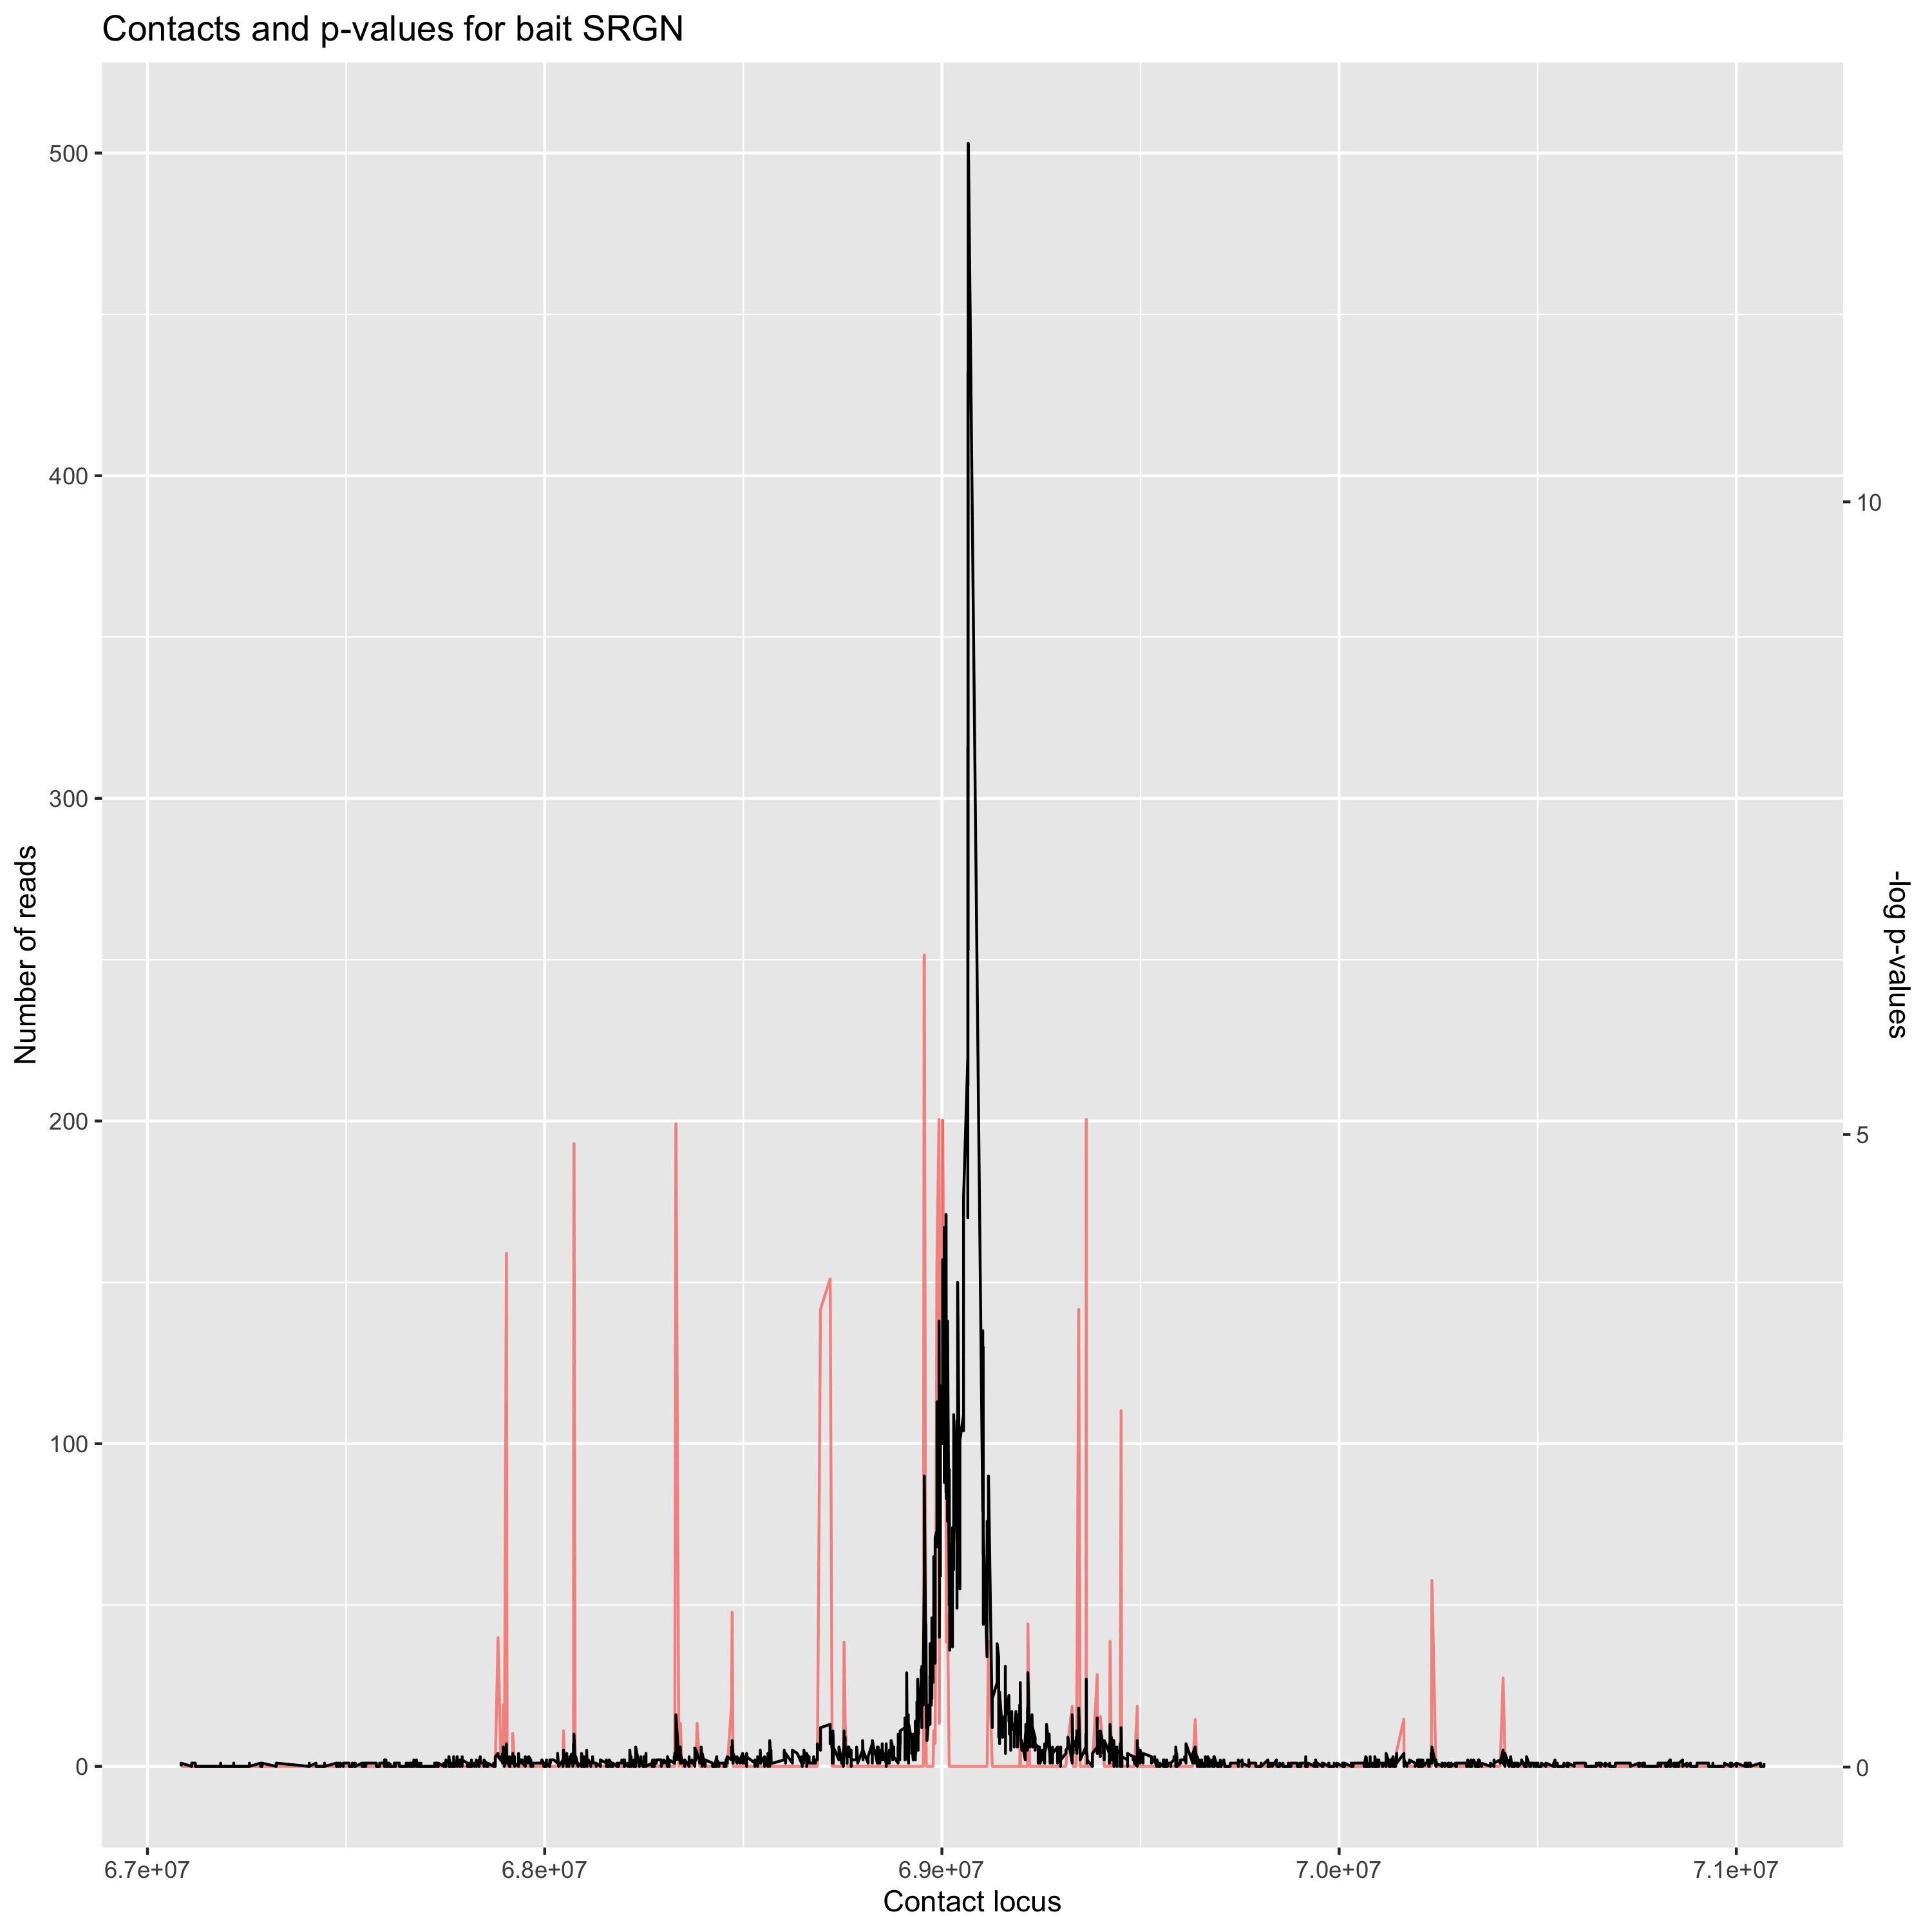 Contacts and p-values for bait SRGN
500
400
300
200
100
0
Number of reads
10
5
0
-log p-values
6.7e+07
6.8e+07
6.9e+07
7.0e+07
7.1e+07
Contact locus